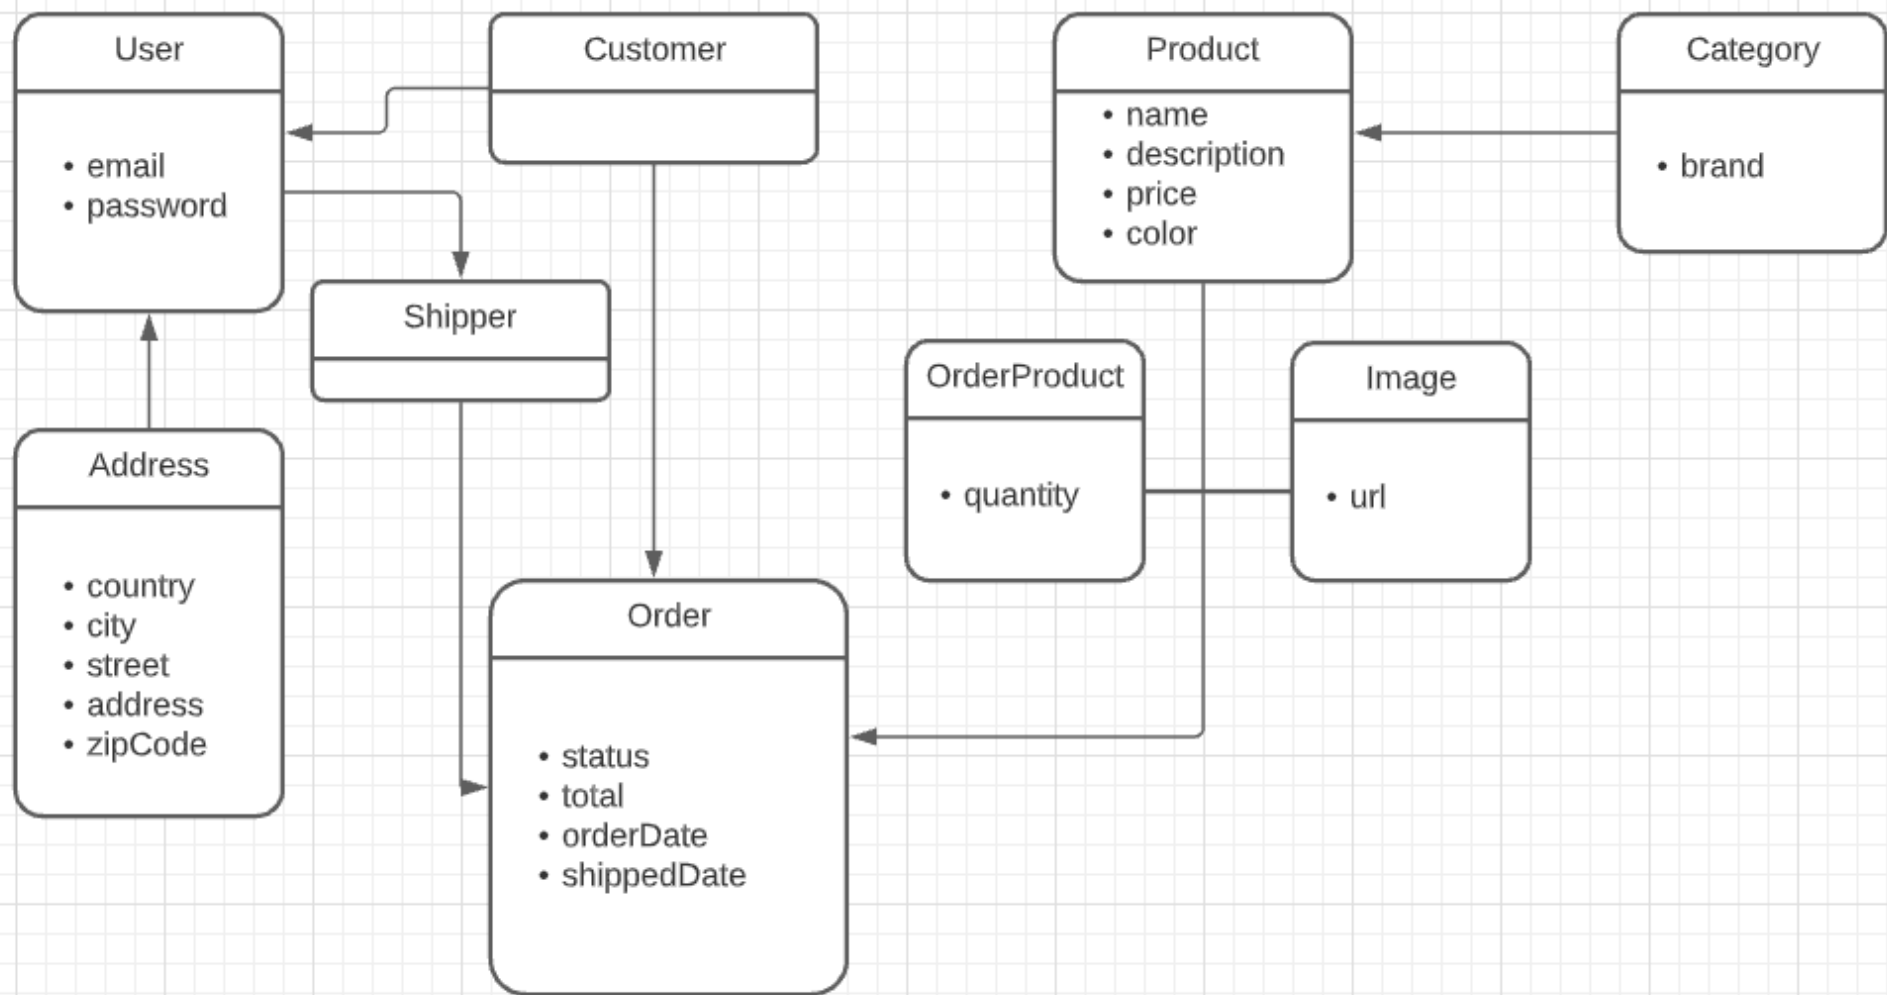 User
• email
• password
Customer
Product
• name
• description
• price
• color
Category
• brand
Shipper
OrderProduct
• quantity
Image
• url
Address
• country
• city
• street
• address
• zipCode
Order
• status
• total
• orderDate
• shippedDate